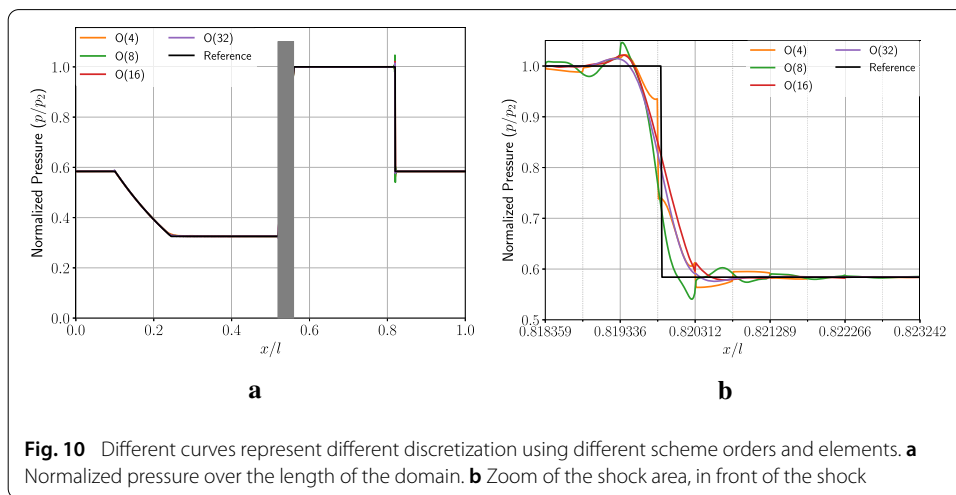 O(4)
O(8)
O(16)
O(32)
Reference
Normalized Pressure (p/p₂)
1.0
0.8
0.6
0.4
0.2
0.0
0.0 0.2 0.4 0.6 0.8 1.0
x/l
a
O(4)
O(8)
O(16)
O(32)
Reference
Normalized Pressure (p/p₂)
1.0
0.9
0.8
0.7
0.6
0.5
0.818359 0.819336 0.820312 0.821289 0.822266 0.823242
x/l
b
Fig. 10 Different curves represent different discretization using different scheme orders and elements. a
Normalized pressure over the length of the domain. b Zoom of the shock area, in front of the shock